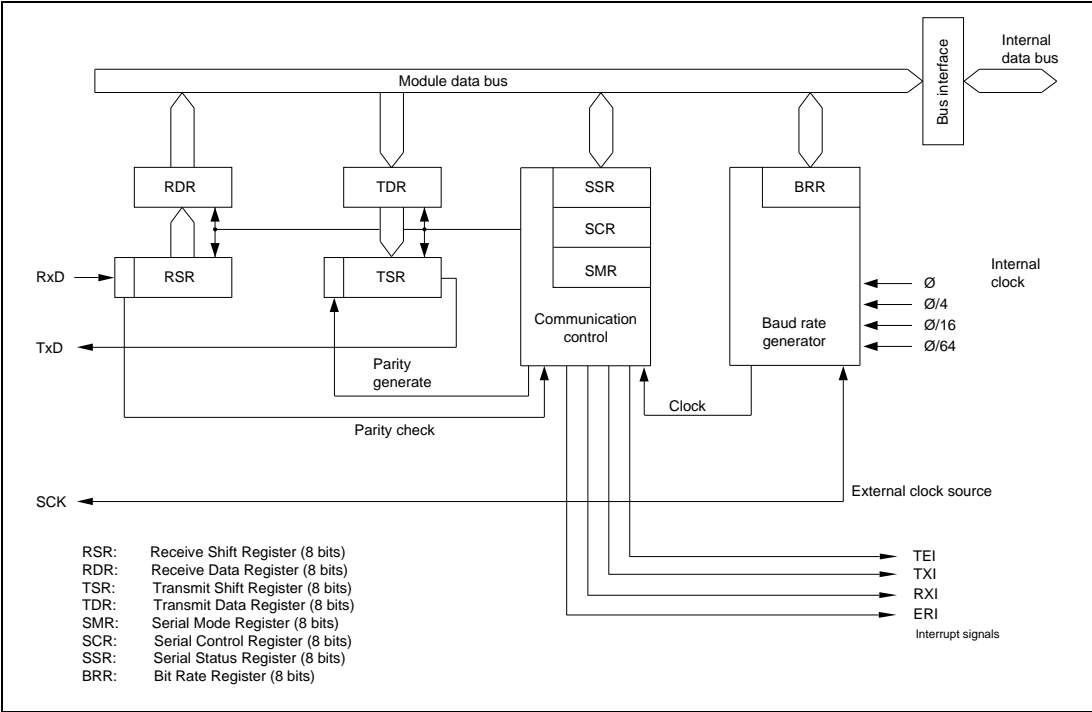 Internal
data bus
Bus interface
Module data bus
RDR
TDR
SSR
BRR
SCR
RxD
RSR
TSR
SMR
Internal
clock
Ø
Ø/4
Ø/16
Ø/64
Communication
control
Baud rate
generator
TxD
Parity
generate
Clock
Parity check
SCK
External clock source
RSR: Receive Shift Register (8 bits)
RDR: Receive Data Register (8 bits)
TSR: Transmit Shift Register (8 bits)
TDR: Transmit Data Register (8 bits)
SMR: Serial Mode Register (8 bits)
SCR: Serial Control Register (8 bits)
SSR: Serial Status Register (8 bits)
BRR: Bit Rate Register (8 bits)
TEI
TXI
RXI
ERI
Interrupt signals